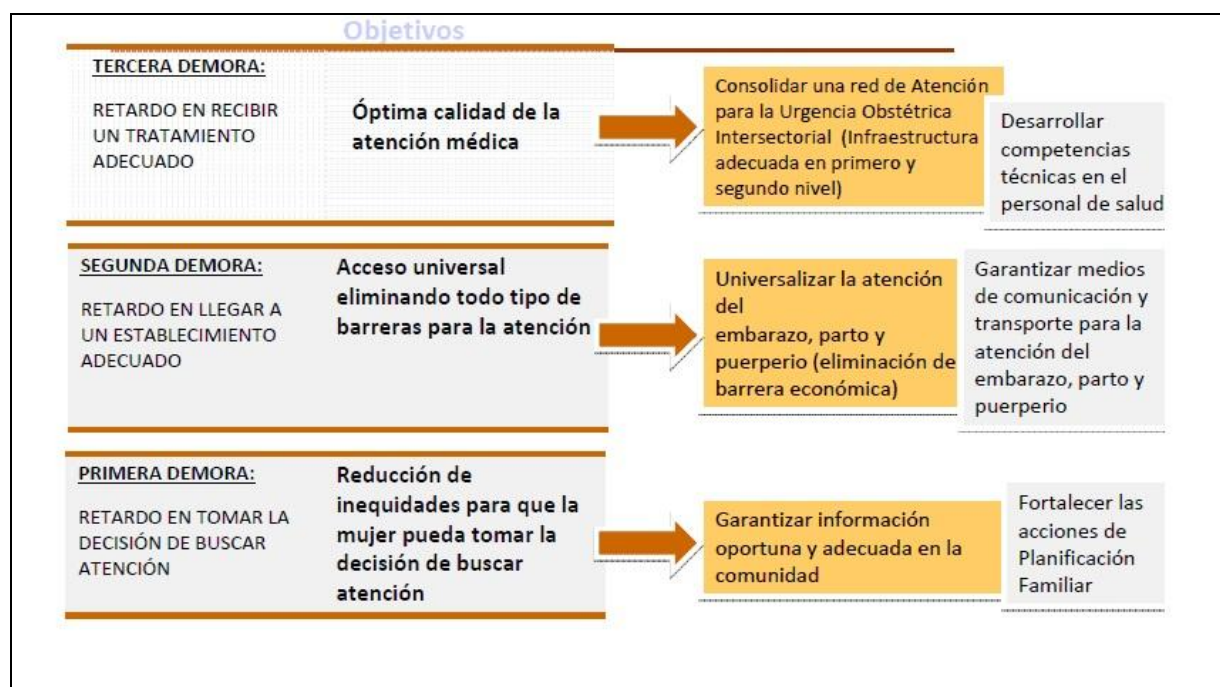 Objetivos
TERCERA DEMORA:
RETARDO EN RECIBIR
UN TRATAMIENTO
ADECUADO
Óptima calidad de la
atención médica
Consolidar una red de Atención
para la Urgencia Obstétrica
Intersectorial (Infraestructura
adecuada en primero y
segundo nivel)
Desarrollar
competencias
técnicas en el
personal de salud
SEGUNDA DEMORA:
RETARDO EN LLEGAR A
UN ESTABLECIMIENTO
ADECUADO
Acceso universal
eliminando todo tipo de
barreras para la atención
Universalizar la atención
del
embarazo, parto y
puerperio (eliminación de
barrera económica)
Garantizar medios
de comunicación y
transporte para la
atención del
embarazo, parto y
puerperio
PRIMERA DEMORA:
RETARDO EN TOMAR LA
DECISIÓN DE BUSCAR
ATENCIÓN
Reducción de
inequidades para que la
mujer pueda tomar la
decisión de buscar
atención
Garantizar información
oportuna y adecuada en la
comunidad
Fortalecer las
acciones de
Planificación
Familiar